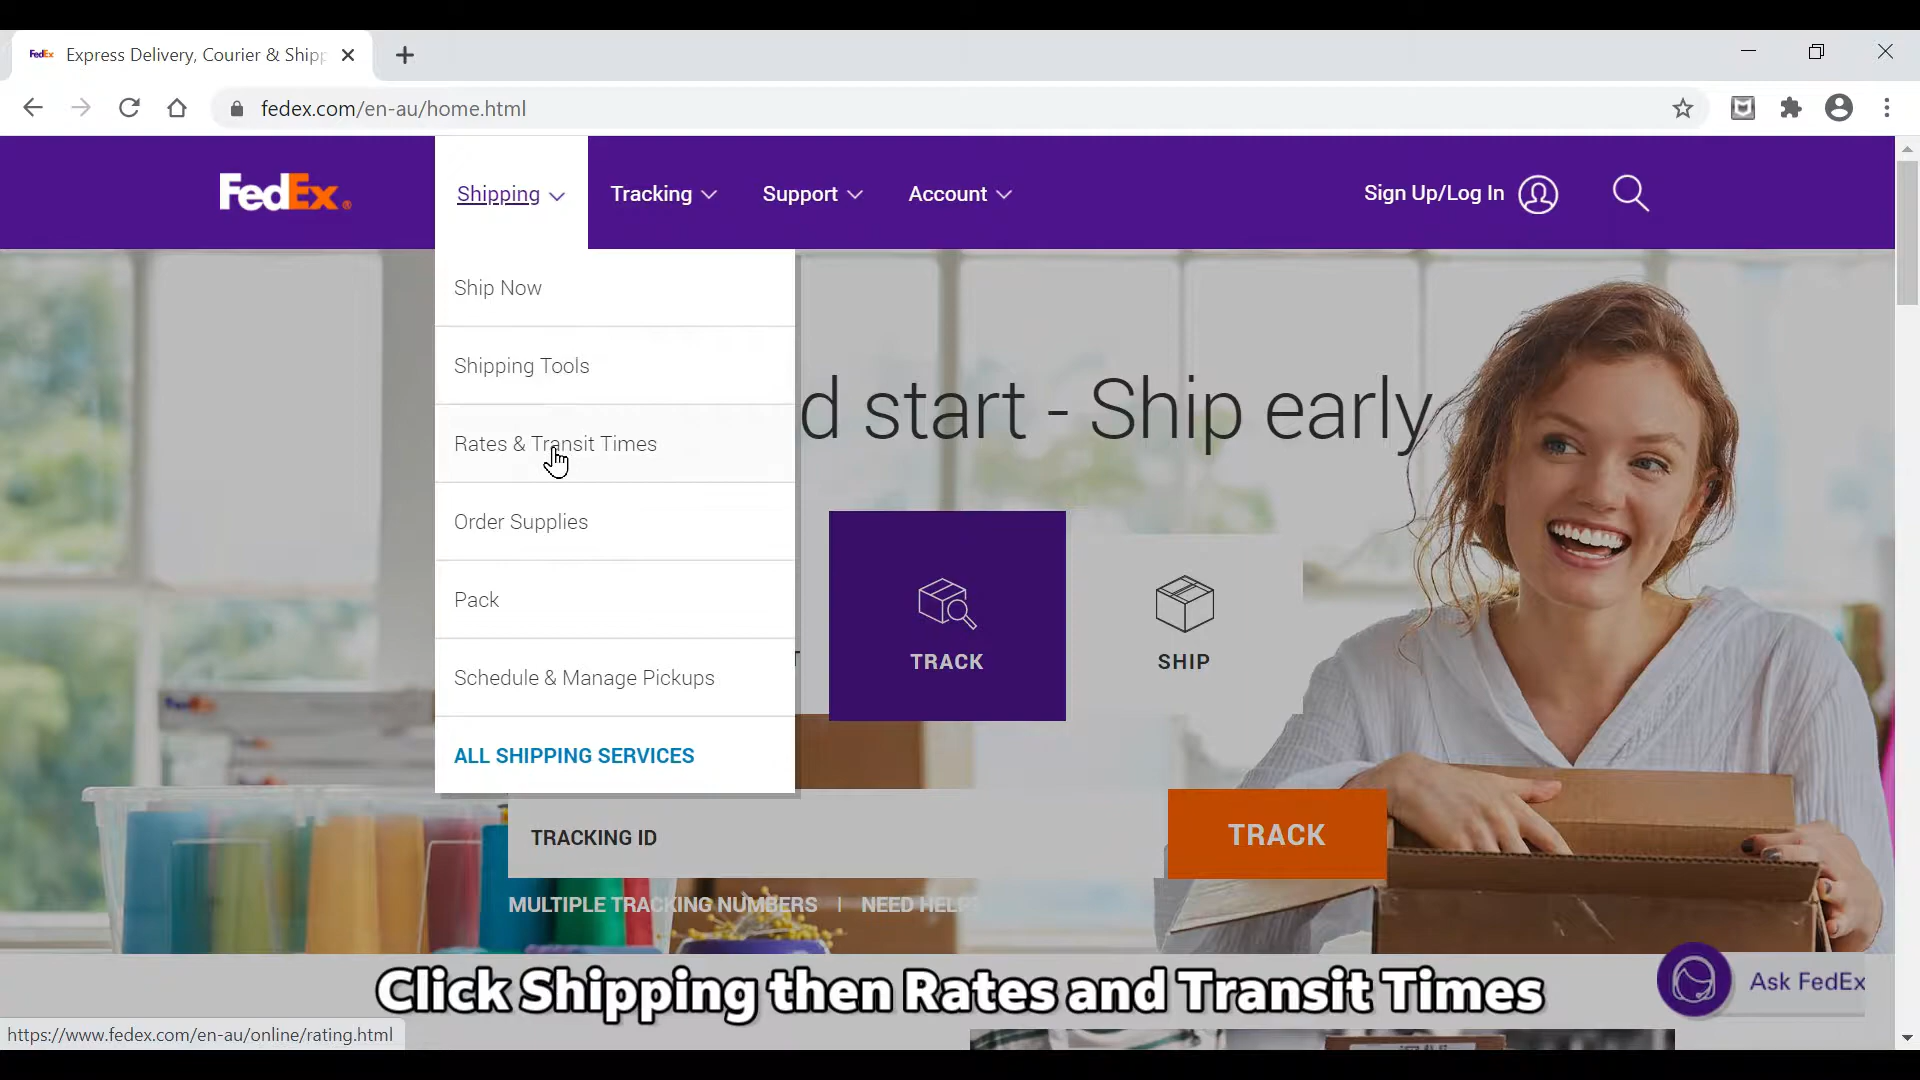 FedEx
Express Delivery, Courier & Shipp
fedex.com/en-au/home.html
FedEx®
Shipping
Tracking
Support
Account
Sign Up/Log In
Ship Now
Shipping Tools
Rates & Transit Times
Order Supplies
Pack
Schedule & Manage Pickups
ALL SHIPPING SERVICES
d start - Ship early
TRACK
SHIP
TRACKING ID
TRACK
MULTIPLE TRACKING NUMBERS | NEED HELP
Ask FedEx
Click Shipping then Rates and Transit Times
https://www.fedex.com/en-au/online/rating.html